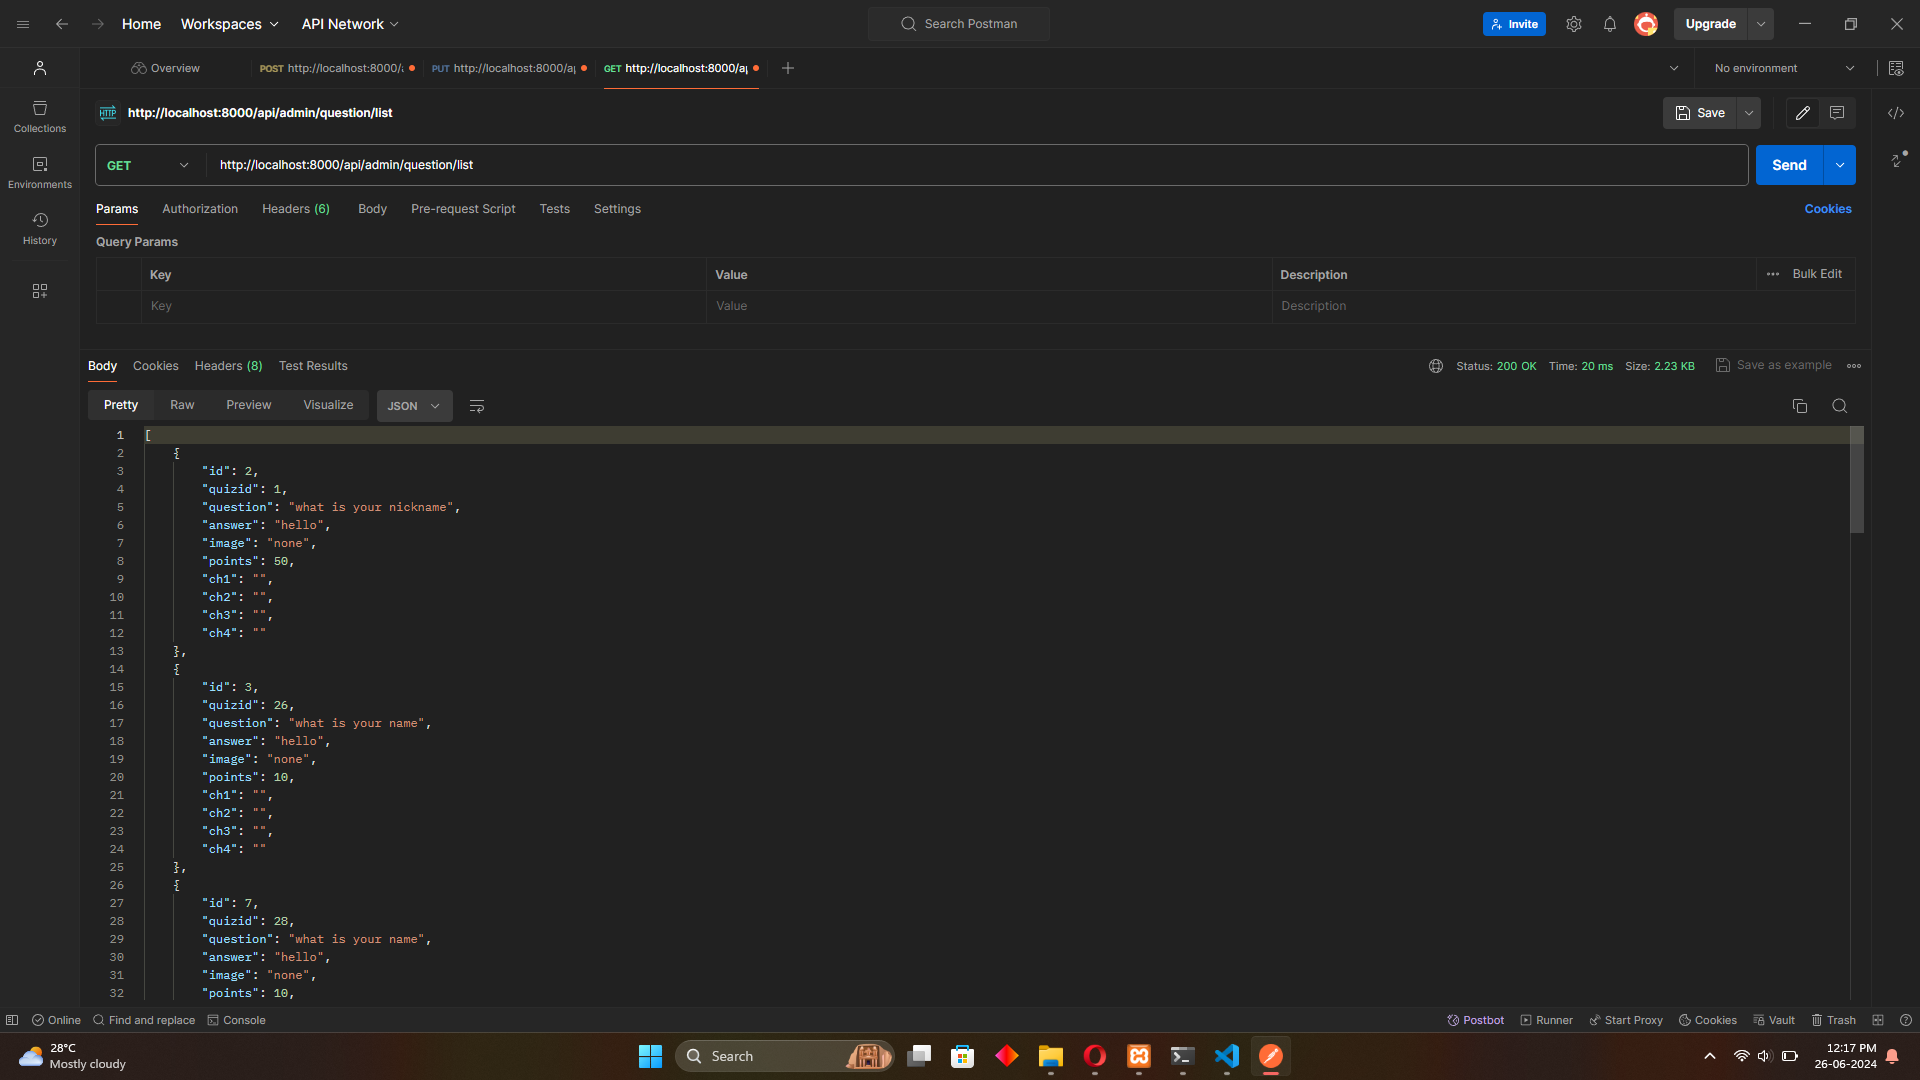 Home Workspaces API Network Search Postman Invite Upgrade
Overview POST http://localhost:8000/ PUT http://localhost:8000/a GET http://localhost:8000/a No environment
HTTP http://localhost:8000/api/admin/question/list Save
GET http://localhost:8000/api/admin/question/list Send
Collections
Environments
History
Params Authorization Headers (6) Body Pre-request Script Tests Settings Cookies
Query Params
Key Value Description Bulk Edit
Key Value Description
Body Cookies Headers (8) Test Results Status: 200 OK Time: 20 ms Size: 2.23 KB Save as example
Pretty Raw Preview Visualize JSON
1 [
2 {
3 "id": 2,
4 "quizid": 1,
5 "question": "what is your nickname",
6 "answer": "hello",
7 "image": "none",
8 "points": 50,
9 "ch1": "",
10 "ch2": "",
11 "ch3": "",
12 "ch4": ""
13 },
14 {
15 "id": 3,
16 "quizid": 26,
17 "question": "what is your name",
18 "answer": "hello",
19 "image": "none",
20 "points": 10,
21 "ch1": "",
22 "ch2": "",
23 "ch3": "",
24 "ch4": ""
25 },
26 {
27 "id": 7,
28 "quizid": 28,
29 "question": "what is your name",
30 "answer": "hello",
31 "image": "none",
32 "points": 10,
Online Find and replace Console Postbot Runner Start Proxy Cookies Vault Trash
28°C
Mostly cloudy
Search
12:17 PM
26-06-2024